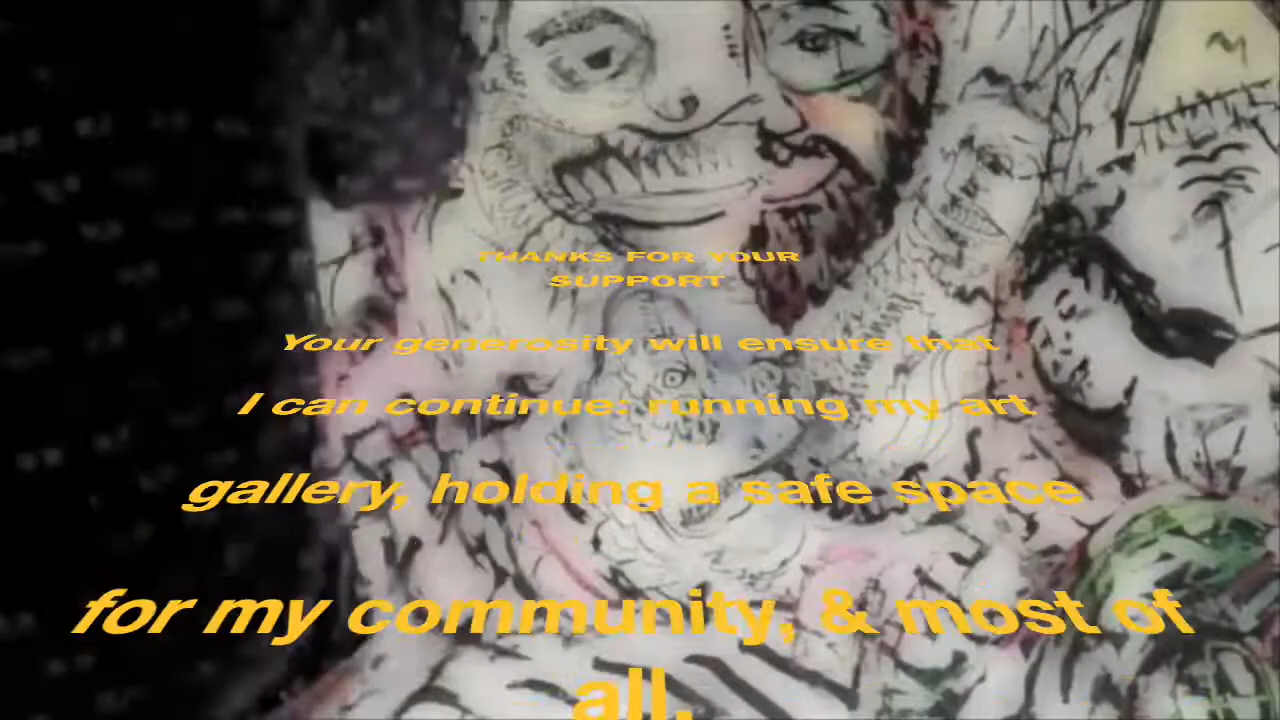 THANKS FOR YOUR
SUPPORT
Your generosity will ensure that
I can continue: running my art
gallery, holding a safe space
for my community, & most of
all,